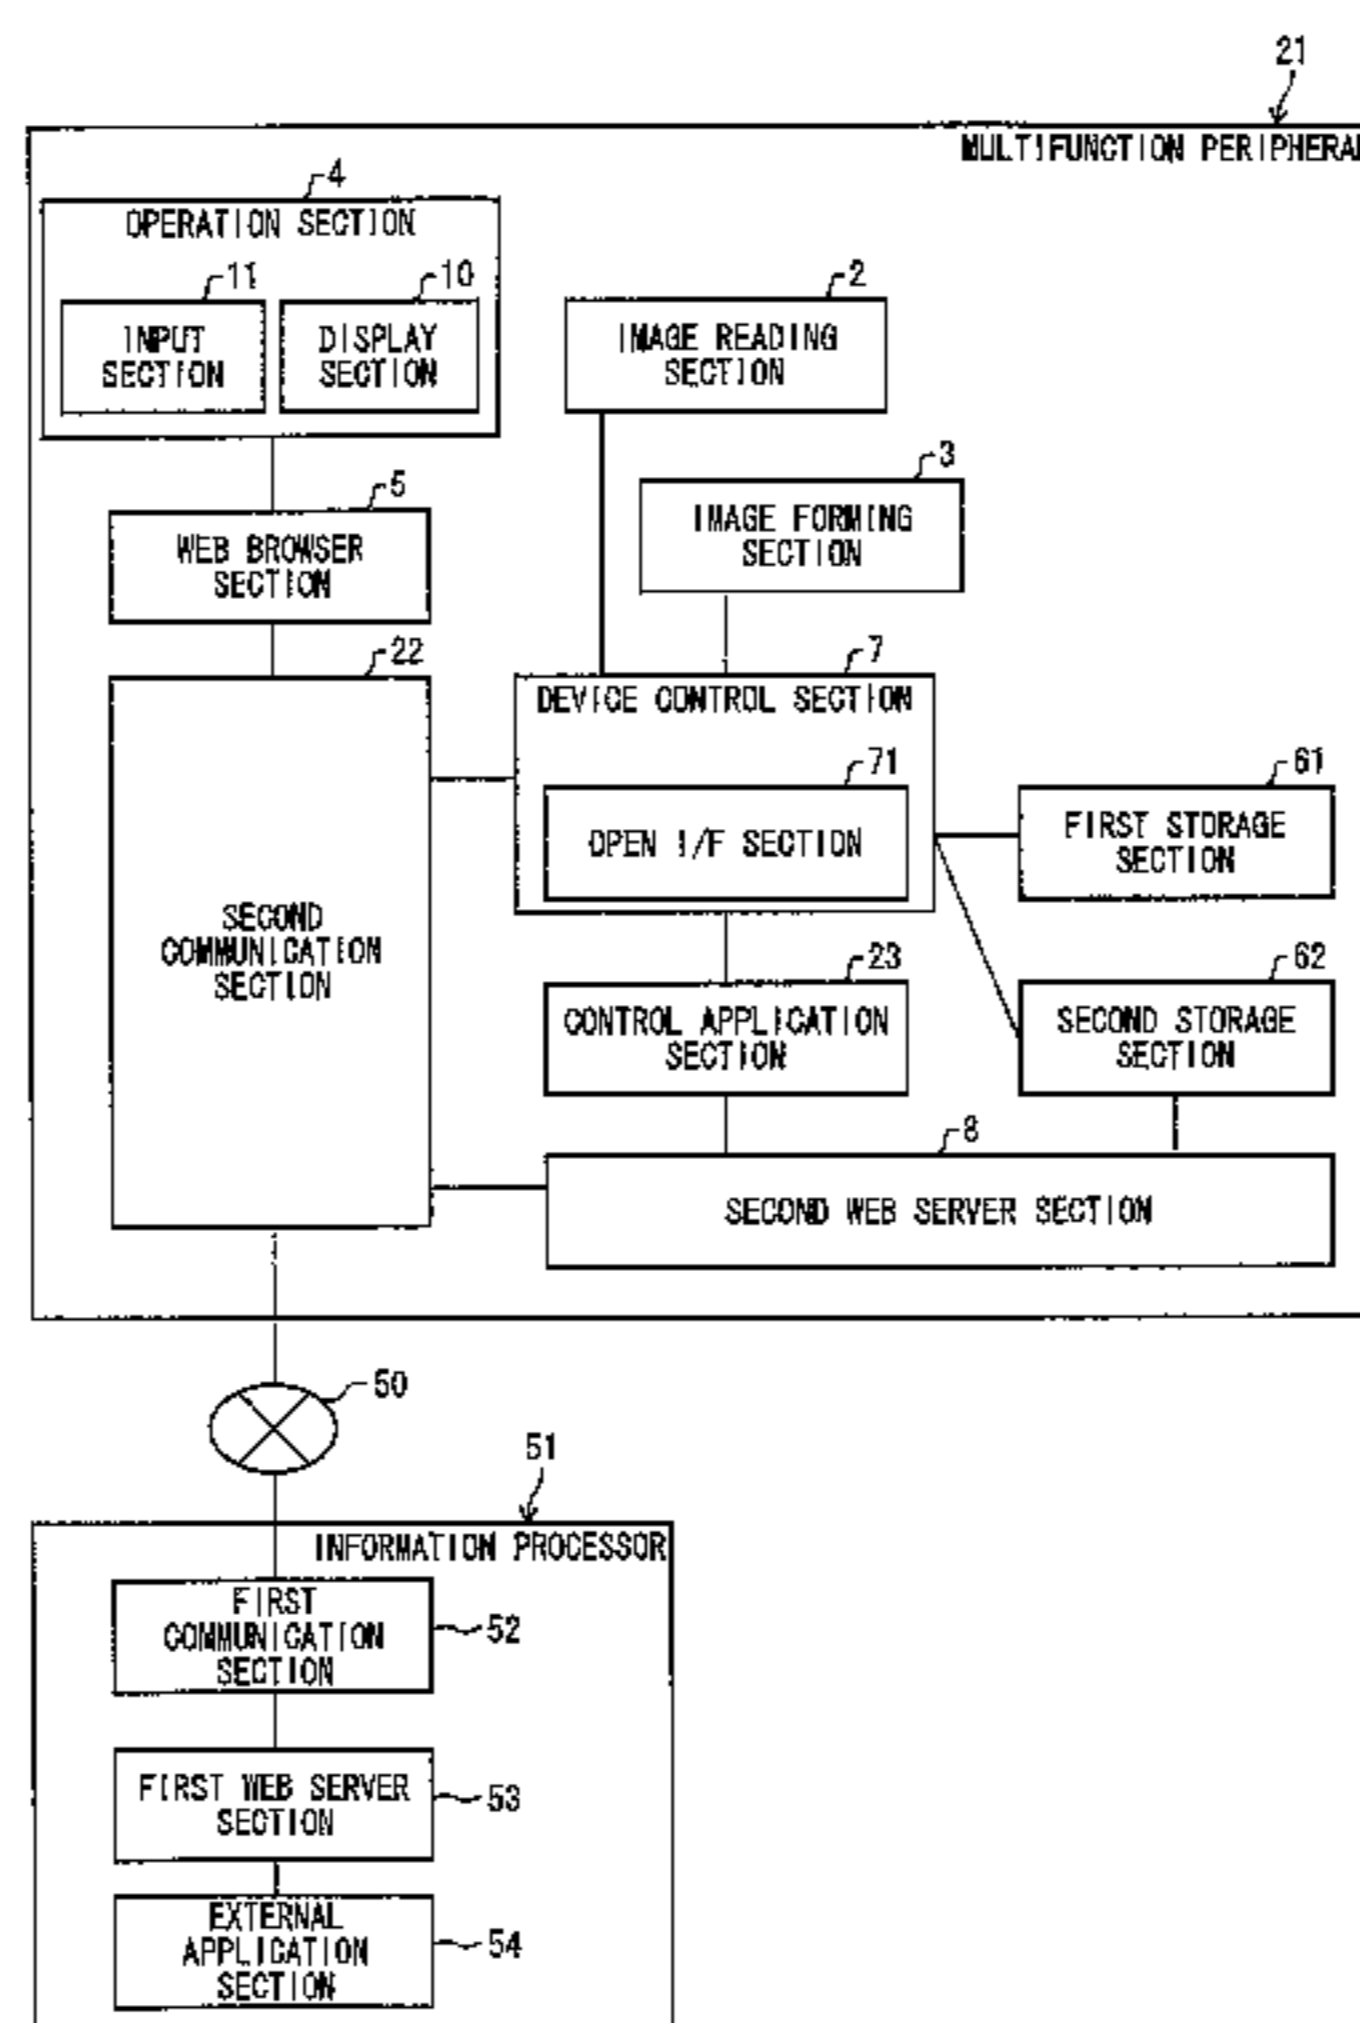 21
MULTIFUNCTION PERIPHERAL
4
OPERATION SECTION
11
10
INPUT
SECTION
DISPLAY
SECTION
2
IMAGE READING
SECTION
3
IMAGE FORMING
SECTION
5
WEB BROWSER
SECTION
22
SECOND
COMMUNICATION
SECTION
7
DEVICE CONTROL SECTION
71
OPEN I/F SECTION
61
FIRST STORAGE
SECTION
23
CONTROL APPLICATION
SECTION
62
SECOND STORAGE
SECTION
8
SECOND WEB SERVER SECTION
50
51
INFORMATION PROCESSOR
FIRST
COMMUNICATION
SECTION
52
FIRST WEB SERVER
SECTION
53
EXTERNAL
APPLICATION
SECTION
54